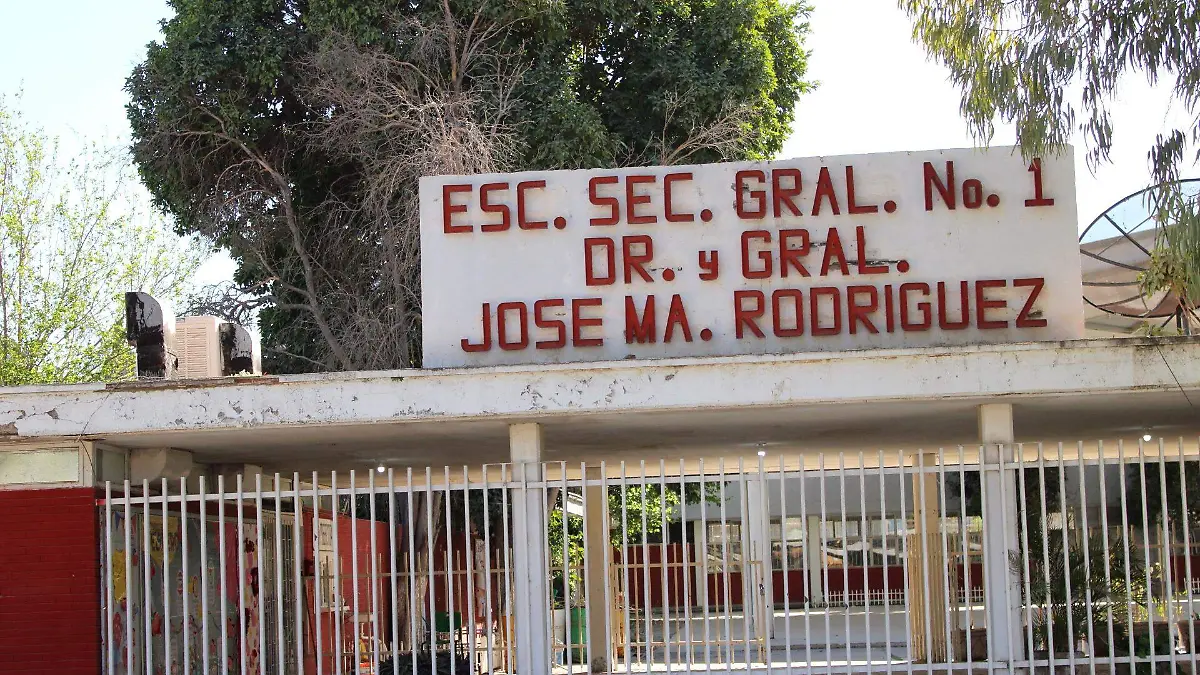 ESC. SEC. GRAL. No. 1
DR. y GRAL.
JOSE MA. RODRIGUEZ